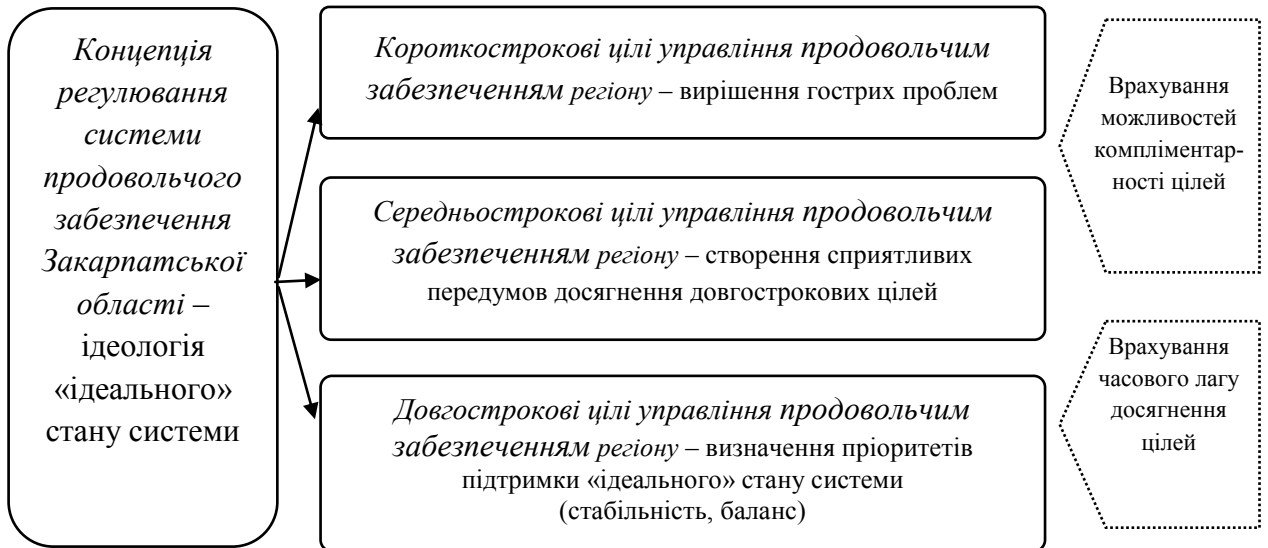 Концепція
регулювання
системи
продовольчого
забезпечення
Закарпатської
області –
ідеологія
«ідеального»
стану системи
Короткострокові цілі управління продовольчим
забезпеченням регіону – вирішення гострих проблем
Середньострокові цілі управління продовольчим
забезпеченням регіону – створення сприятливих
передумов досягнення довгострокових цілей
Довгострокові цілі управління продовольчим
забезпеченням регіону – визначення пріоритетів
підтримки «ідеального» стану системи
(стабільність, баланс)
Врахування
можливостей
компліментар-
ності цілей
Врахування
часового лагу
досягнення
цілей